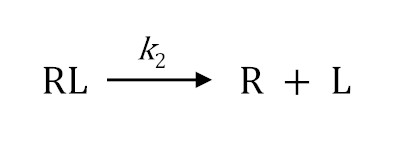 k₂
RL ⟶ R + L